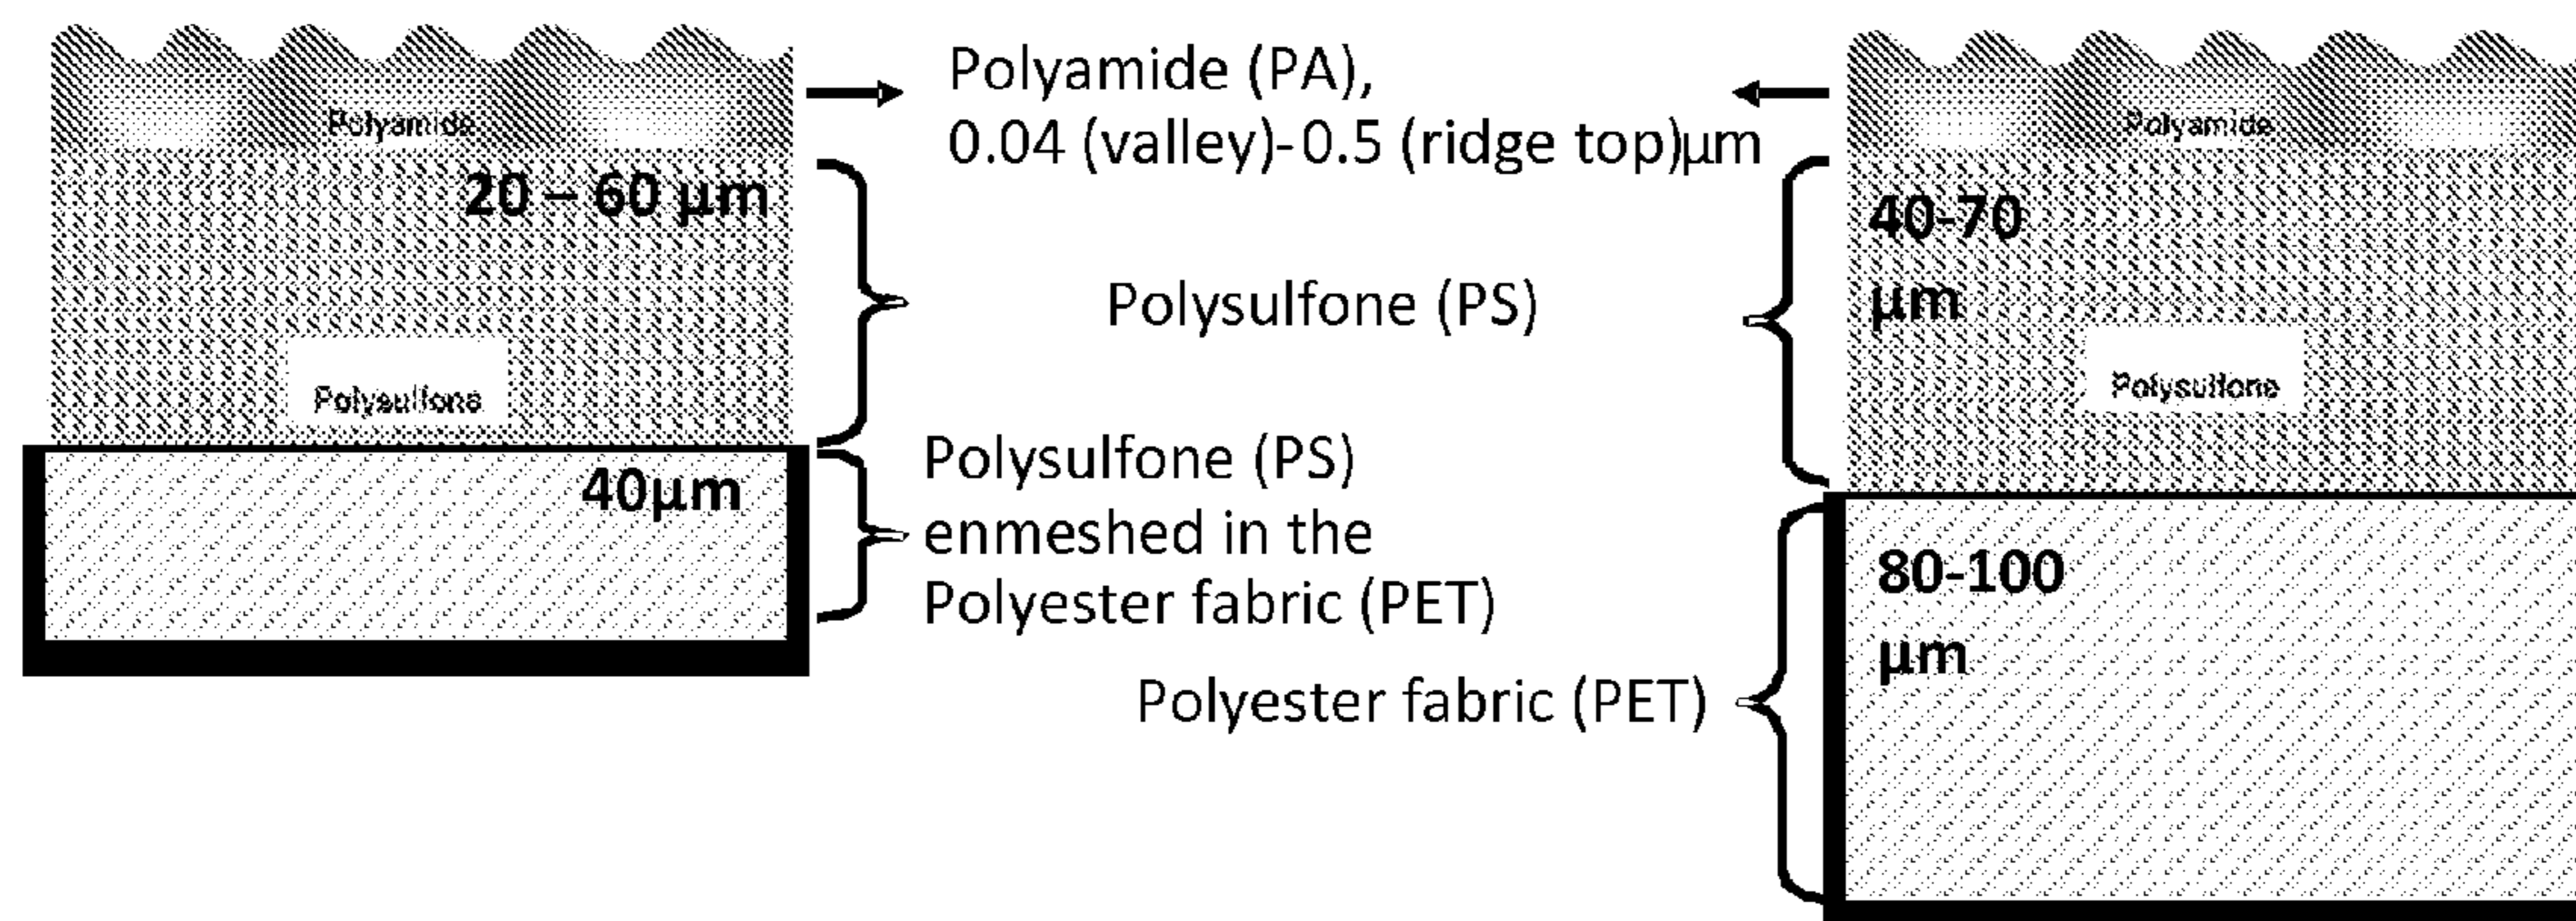 Polyamide
20 – 60 µm
Polysulfone
40µm
Polyamide (PA),
0.04 (valley)-0.5 (ridge top)µm
Polysulfone (PS)
Polysulfone (PS)
enmeshed in the
Polyester fabric (PET)
Polyester fabric (PET)
Polyamide
40-70
µm
Polysulfone
80-100
µm